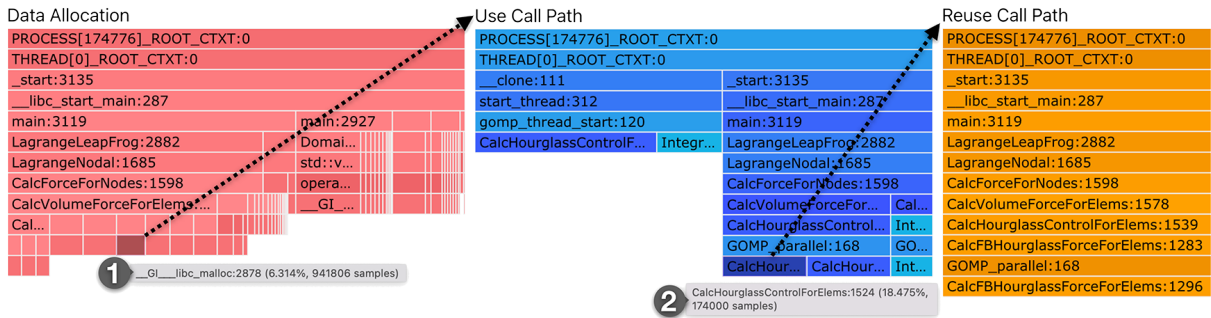 Data Allocation
PROCESS[174776]_ROOT_CTXT:0
THREAD[0]_ROOT_CTXT:0
_start:3135
__libc_start_main:287
main:3119
main:2927
LagrangeLeapFrog:2882
Domai...
LagrangeNodal:1685
std::v...
CalcForceForNodes:1598
opera...
CalcVolumeForceForElems:...
__GI_...
Cal...
1
__GI___libc_malloc:2878 (6.314%, 941806 samples)
Use Call Path
PROCESS[174776]_ROOT_CTXT:0
THREAD[0]_ROOT_CTXT:0
__clone:111
_start:3135
start_thread:312
__libc_start_main:287
gomp_thread_start:120
main:3119
CalcHourglassControlF...
Integr...
LagrangeLeapFrog:2882
LagrangeNodal:1685
CalcForceForNodes:1598
CalcVolumeForceFor...
Cal...
CalcHourglassControl...
Int...
GOMP_parallel:168
GO...
CalcHour...
CalcHour...
Int...
2
CalcHourglassControlForElems:1524 (18.475%,
174000 samples)
Reuse Call Path
PROCESS[174776]_ROOT_CTXT:0
THREAD[0]_ROOT_CTXT:0
_start:3135
__libc_start_main:287
main:3119
LagrangeLeapFrog:2882
LagrangeNodal:1685
CalcForceForNodes:1598
CalcVolumeForceForElems:1578
CalcHourglassControlForElems:1539
CalcFBHourglassForceForElems:1283
GOMP_parallel:168
CalcFBHourglassForceForElems:1296